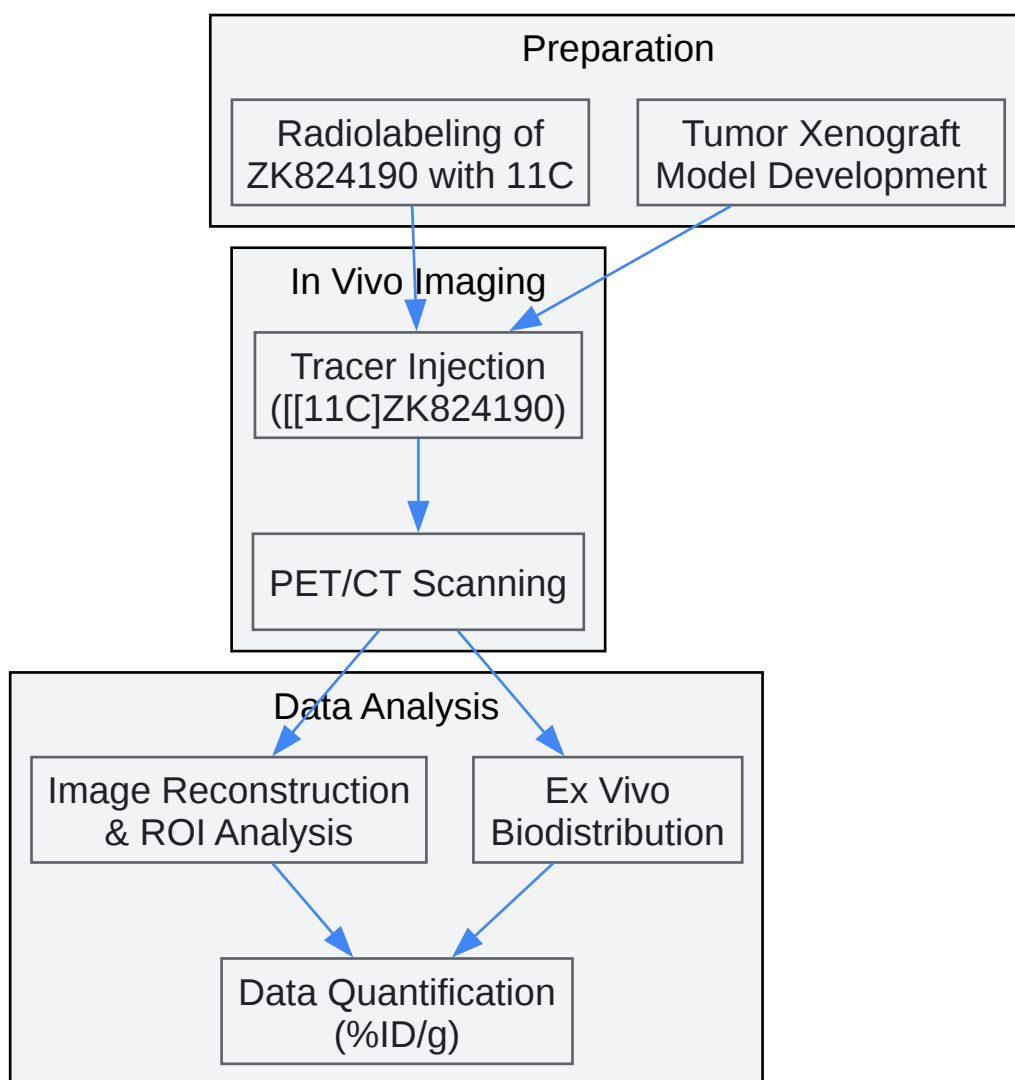 Preparation
Radiolabeling of
ZK824190 with 11C
Tumor Xenograft
Model Development
In Vivo Imaging
Tracer Injection
([[11C]ZK824190)
PET/CT Scanning
Data Analysis
Image Reconstruction
& ROI Analysis
Ex Vivo
Biodistribution
Data Quantification
(%ID/g)